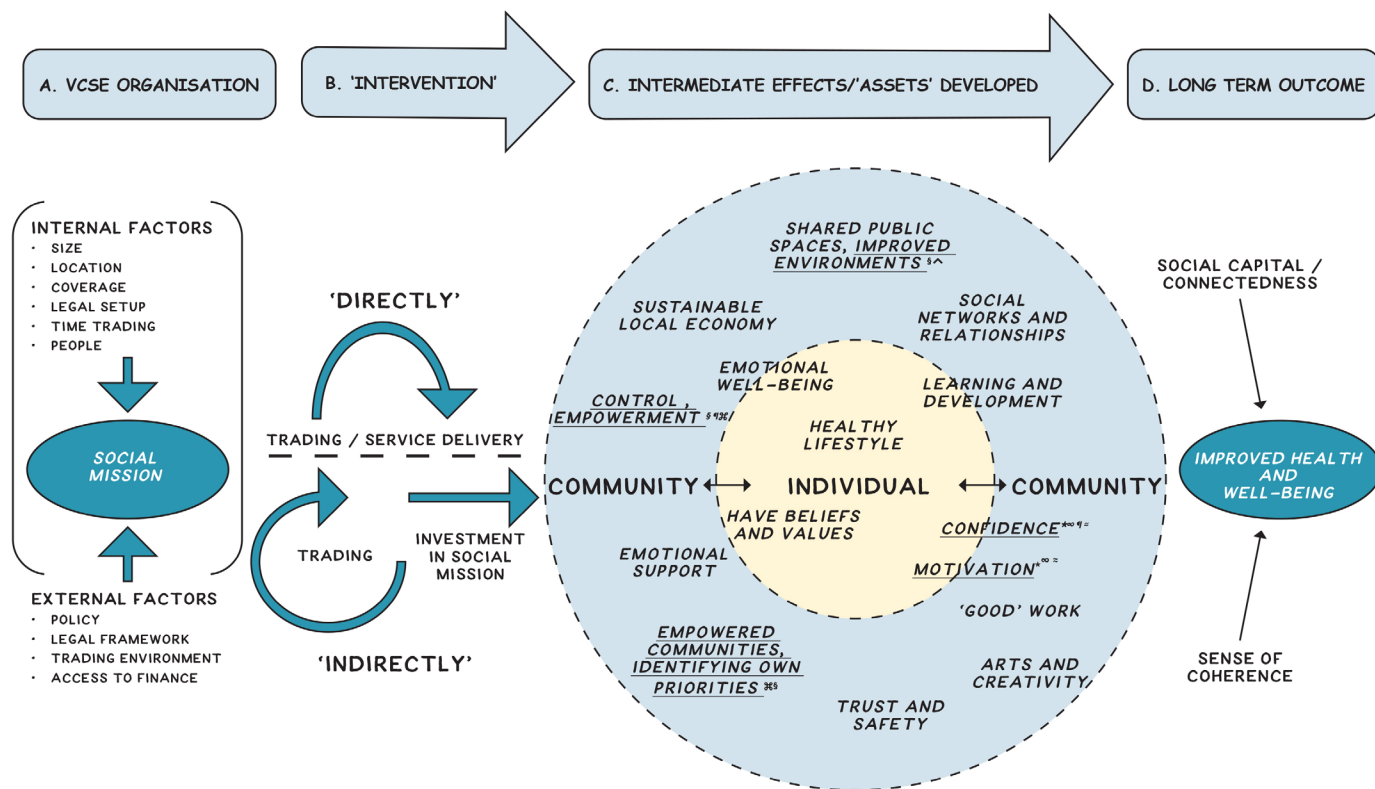 A. VCSE ORGANISATION
B. 'INTERVENTION'
C. INTERMEDIATE EFFECTS/'ASSETS' DEVELOPED
D. LONG TERM OUTCOME
INTERNAL FACTORS
· SIZE
· LOCATION
· COVERAGE
· LEGAL SETUP
· TIME TRADING
· PEOPLE
SOCIAL
MISSION
EXTERNAL FACTORS
· POLICY
· LEGAL FRAMEWORK
· TRADING ENVIRONMENT
· ACCESS TO FINANCE
'DIRECTLY'
TRADING / SERVICE DELIVERY
TRADING
INVESTMENT
IN SOCIAL
MISSION
'INDIRECTLY'
SHARED PUBLIC
SPACES, IMPROVED
ENVIRONMENTS §^
SUSTAINABLE
LOCAL ECONOMY
SOCIAL
NETWORKS AND
RELATIONSHIPS
EMOTIONAL
WELL-BEING
LEARNING AND
DEVELOPMENT
CONTROL ,
EMPOWERMENT §¶⌘
HEALTHY
LIFESTYLE
COMMUNITY
INDIVIDUAL
COMMUNITY
HAVE BELIEFS
AND VALUES
CONFIDENCE*∞¶≈
EMOTIONAL
SUPPORT
MOTIVATION*∞≈
'GOOD' WORK
EMPOWERED
COMMUNITIES,
IDENTIFYING OWN
PRIORITIES ⌘§
ARTS AND
CREATIVITY
TRUST AND
SAFETY
SOCIAL CAPITAL /
CONNECTEDNESS
IMPROVED HEALTH
AND
WELL-BEING
SENSE OF
COHERENCE